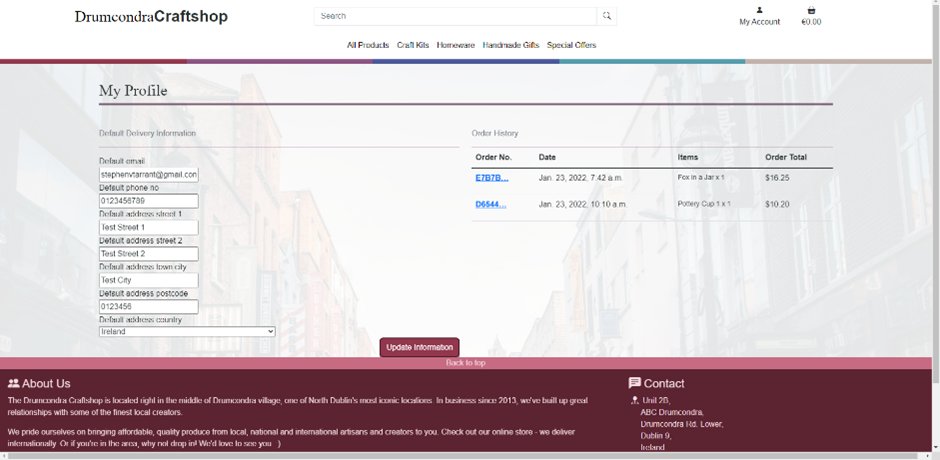 DrumcondraCraftshop
Search
My Account
€0.00
All Products Craft Kits Homeware Handmade Gifts Special Offers
My Profile
Default Delivery Information
Default email
stephenvtarrant@gmail.con
Default phone no
0123456789
Default address street 1
Test Street 1
Default address street 2
Test Street 2
Default address town city
Test City
Default address postcode
0123456
Default address country
Ireland
Update Information
Order History
Order No. Date Items Order Total
E7B7B... Jan. 23, 2022, 7:42 a.m. Fox in a Jar x 1 $16.25
D6544... Jan. 23, 2022, 10:10 a.m. Pottery Cup 1 x 1 $10.20
Back to top
About Us
The Drumcondra Craftshop is located right in the middle of Drumcondra village, one of North Dublin's most iconic locations. In business since 2013, we've built up great
relationships with some of the finest local creators.
We pride ourselves on bringing affordable, quality produce from local, national and international artisans and creators to you. Check out our online store - we deliver
internationally. Or if you're in the area, why not drop in! We'd love to see you :)
Contact
Unit 2B,
ABC Drumcondra,
Drumcondra Rd. Lower,
Dublin 9,
Ireland